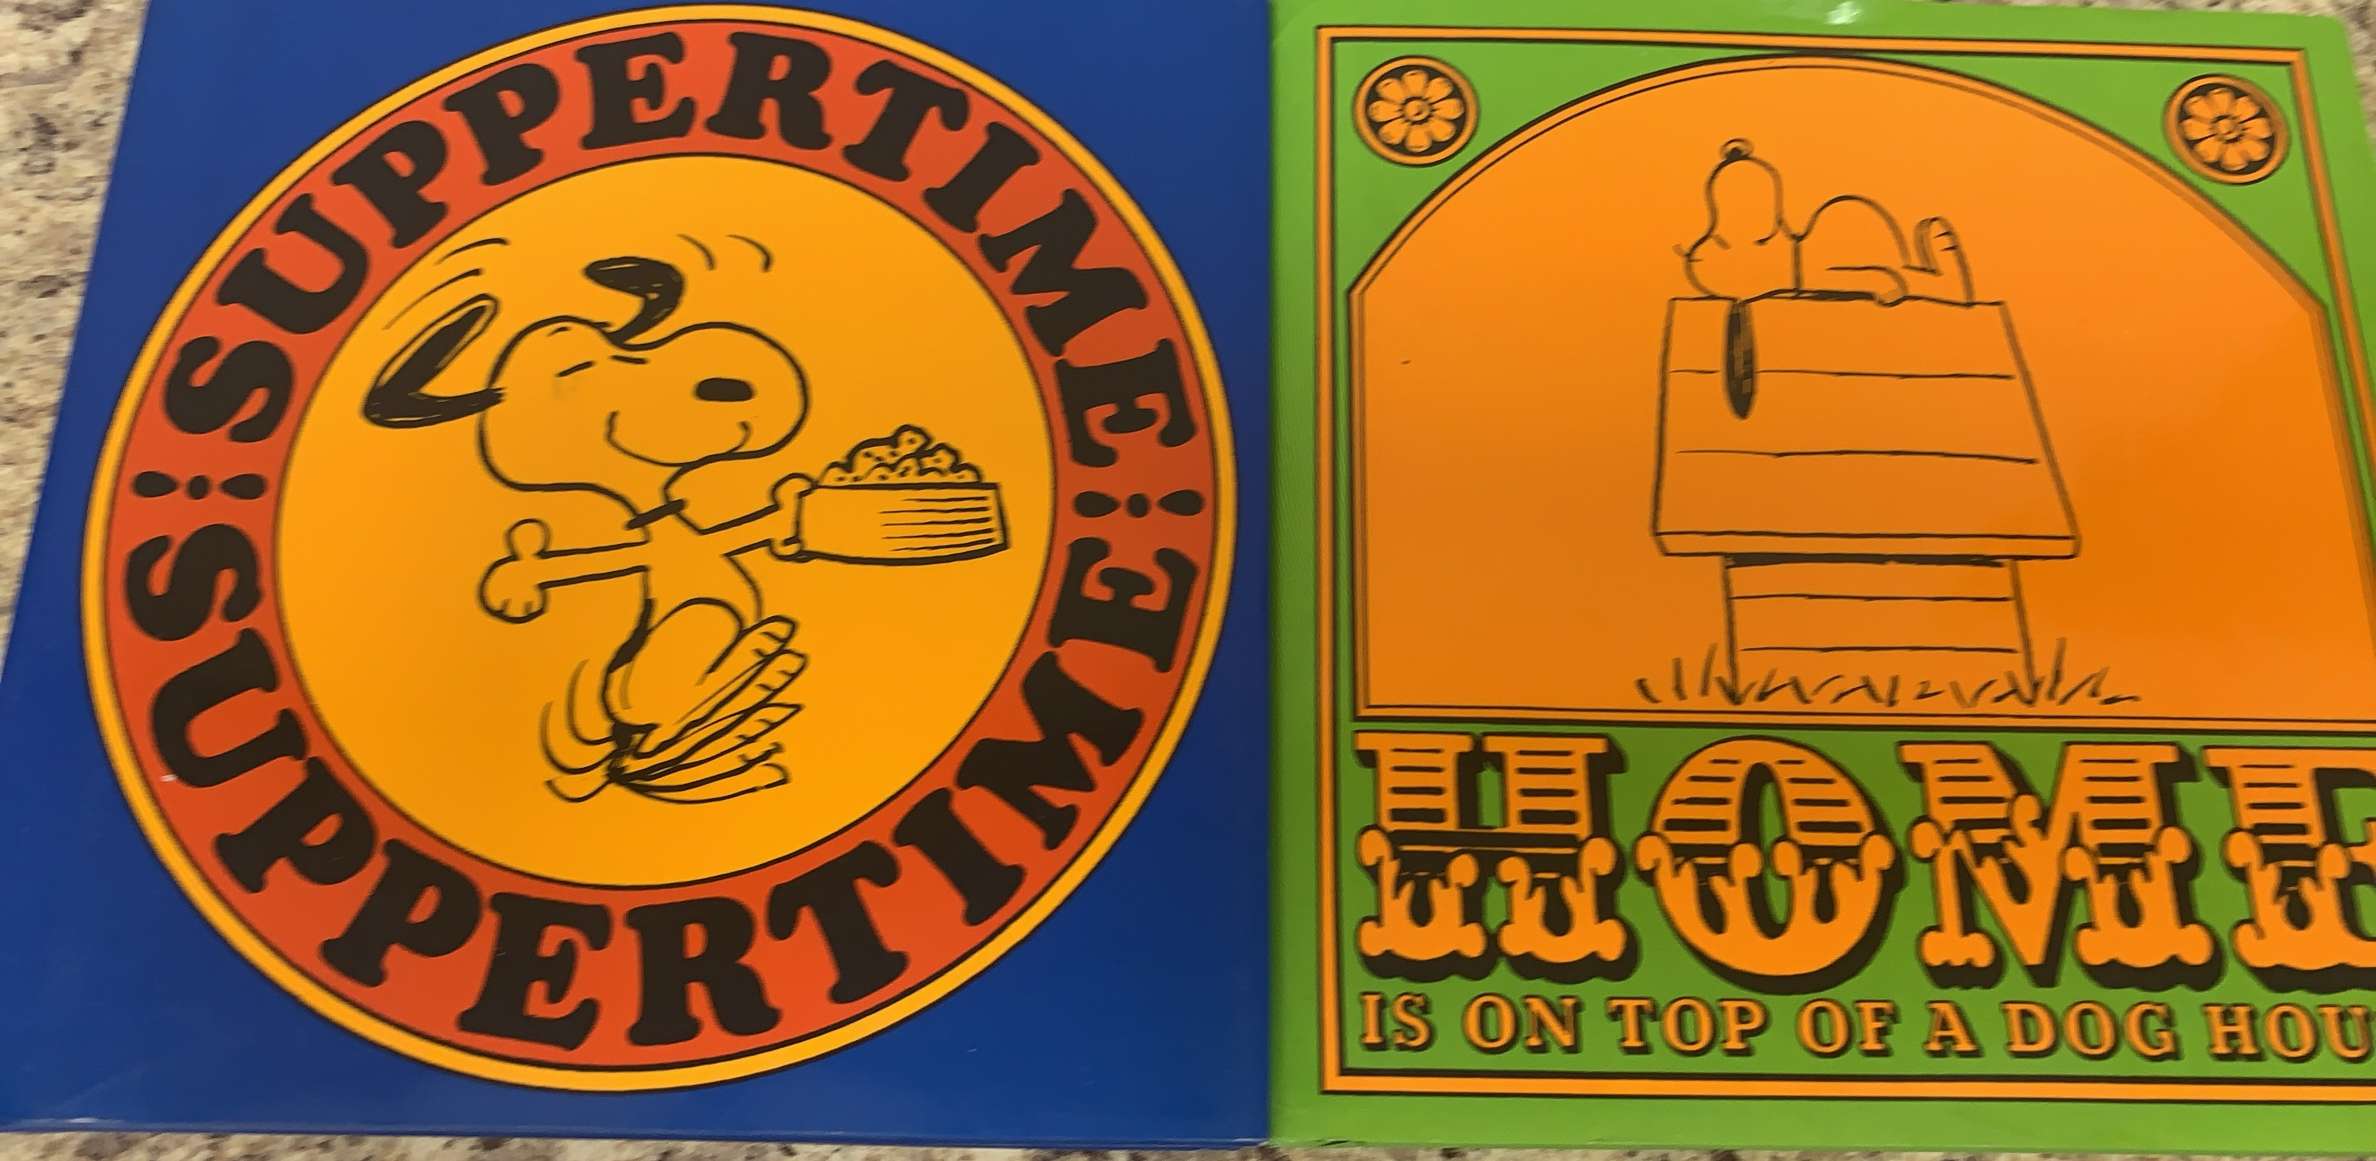 SUPPERTIME!
SUPPERTIME!
HOME
IS ON TOP OF A DOG HOU